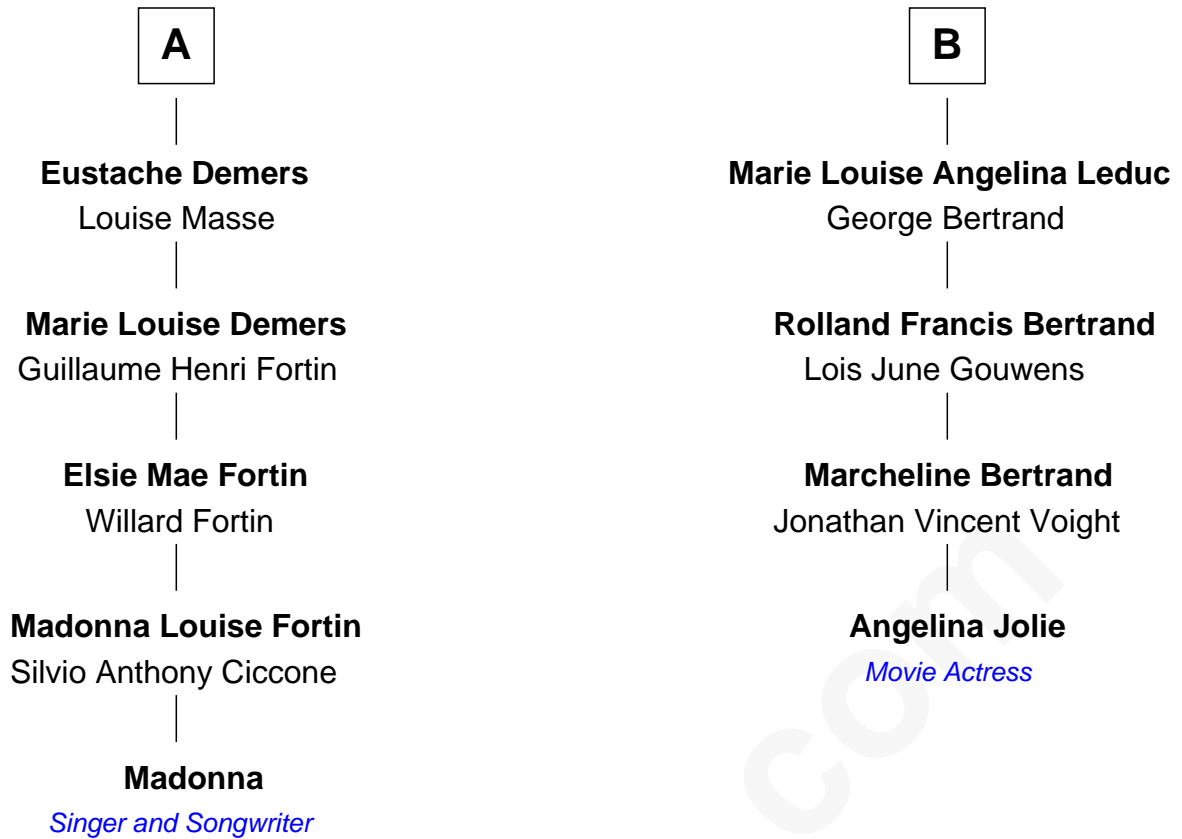 A
Eustache Demers
Louise Masse
Marie Louise Demers
Guillaume Henri Fortin
Elsie Mae Fortin
Willard Fortin
Madonna Louise Fortin
Silvio Anthony Ciccone
Madonna
Singer and Songwriter
B
Marie Louise Angelina Leduc
George Bertrand
Rolland Francis Bertrand
Lois June Gouwens
Marcheline Bertrand
Jonathan Vincent Voight
Angelina Jolie
Movie Actress
com